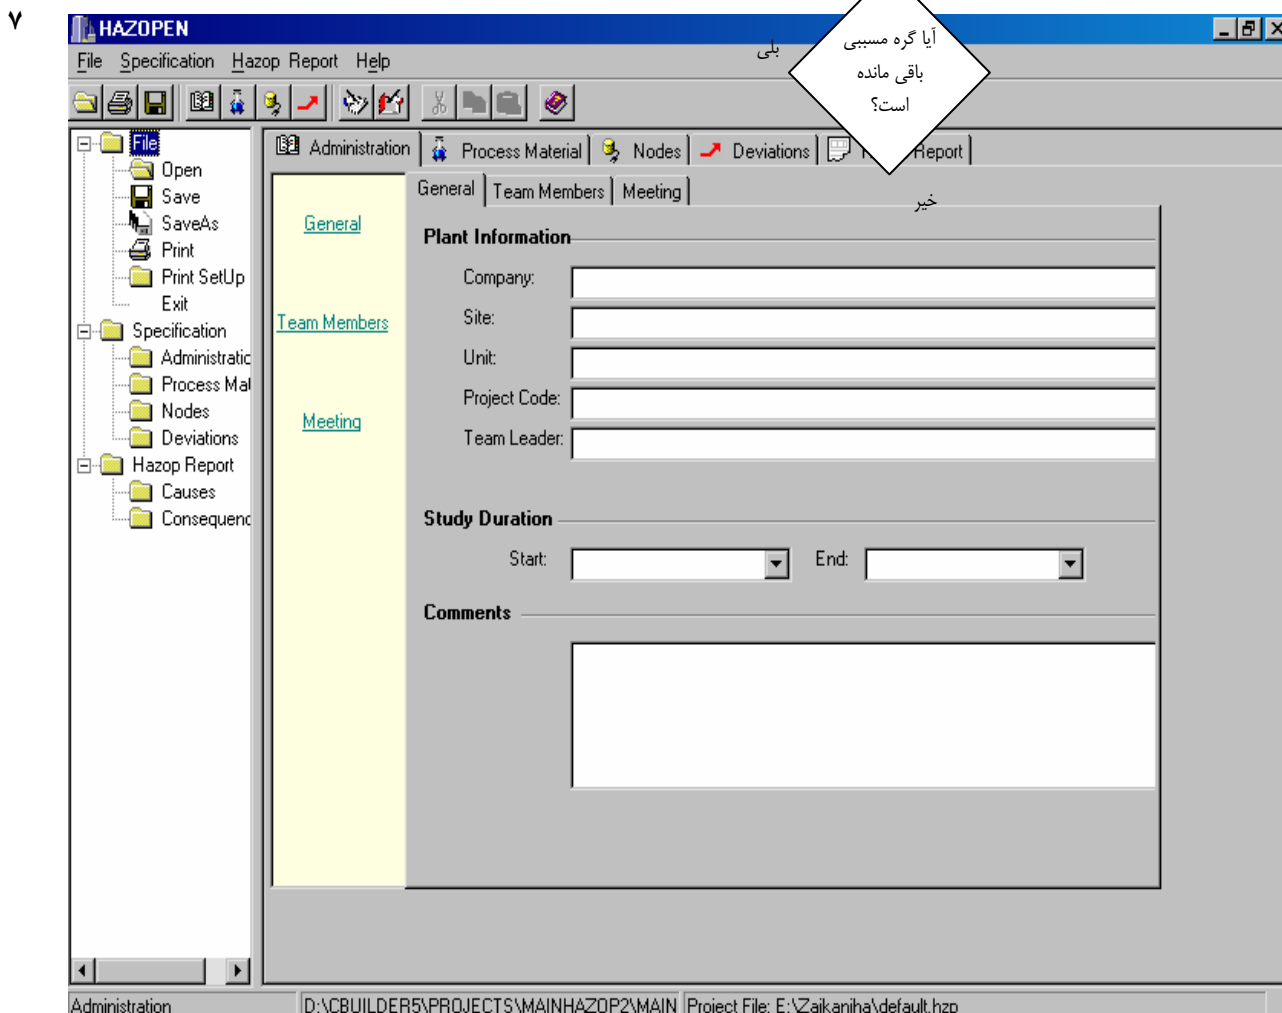 ۷
HAZOPEN
File Specification Hazop Report Help
بلی
آیا گره مسببی
باقی مانده
است؟
خیر
File
Open
Save
SaveAs
Print
Print SetUp
Exit
Specification
Administratic
Process Mat
Nodes
Deviations
Hazop Report
Causes
Consequenc
Administration Process Material Nodes Deviations Report
General
Team Members
Meeting
General Team Members Meeting
Plant Information
Company:
Site:
Unit:
Project Code:
Team Leader:
Study Duration
Start: End:
Comments
Administration D:\CBUILDER5\PROJECTS\MAINHAZOP2\MAIN Project File: E:\Zaikaniha\default.hzp